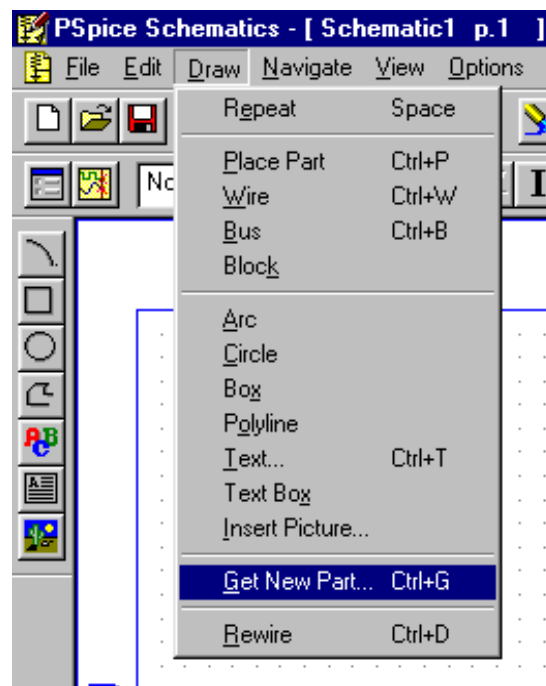 PSpice Schematics - [ Schematic1 p.1 ]
File Edit Draw Navigate View Options
Repeat Space
Place Part Ctrl+P
Wire Ctrl+W
Bus Ctrl+B
Block
Arc
Circle
Box
Polyline
Text... Ctrl+T
Text Box
Insert Picture...
Get New Part... Ctrl+G
Rewire Ctrl+D
ABC
A